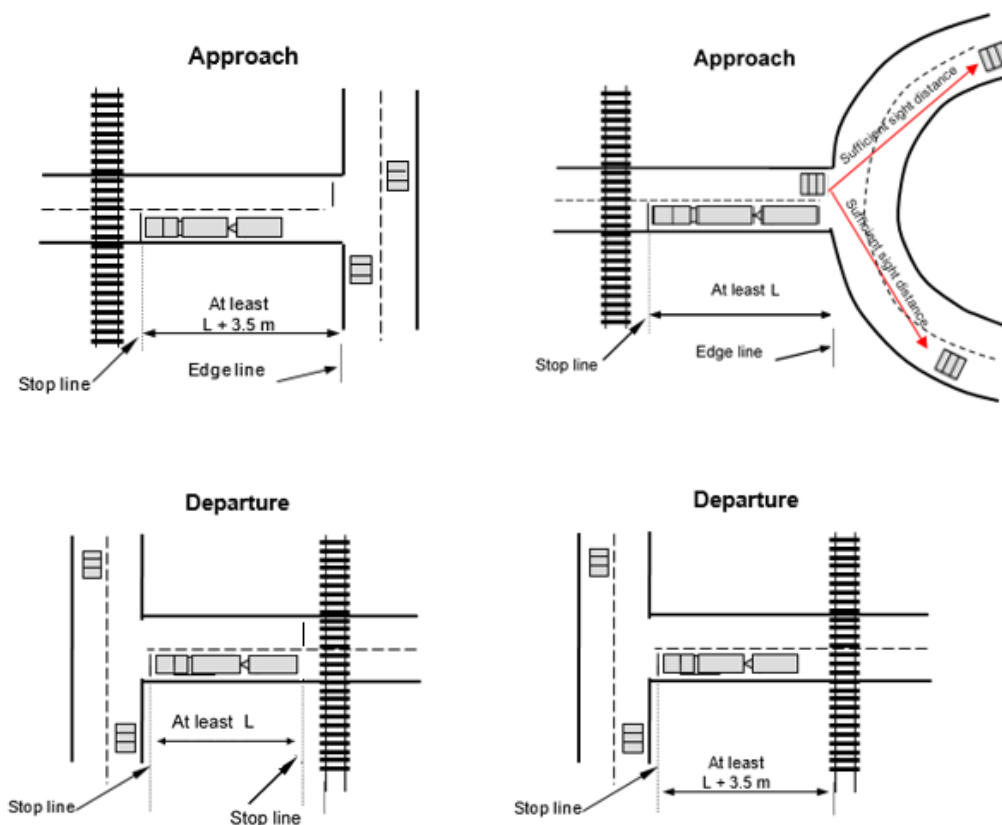 Approach
At least
L + 3.5 m
Edge line
Stop line
Approach
Sufficient sight distance
Sufficient sight distance
At least L
Edge line
Stop line
Departure
At least L
Stop line
Stop line
Departure
At least
L + 3.5 m
Stop line